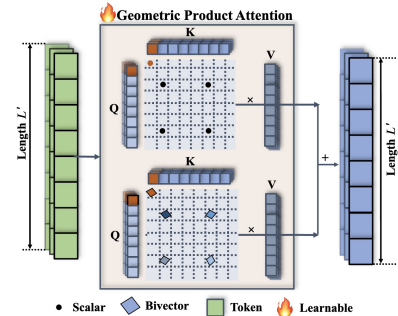 Geometric Product Attention
K
V
Q
×
Length L'
+
Length L'
K
V
Q
×
Scalar
Bivector
Token
Learnable